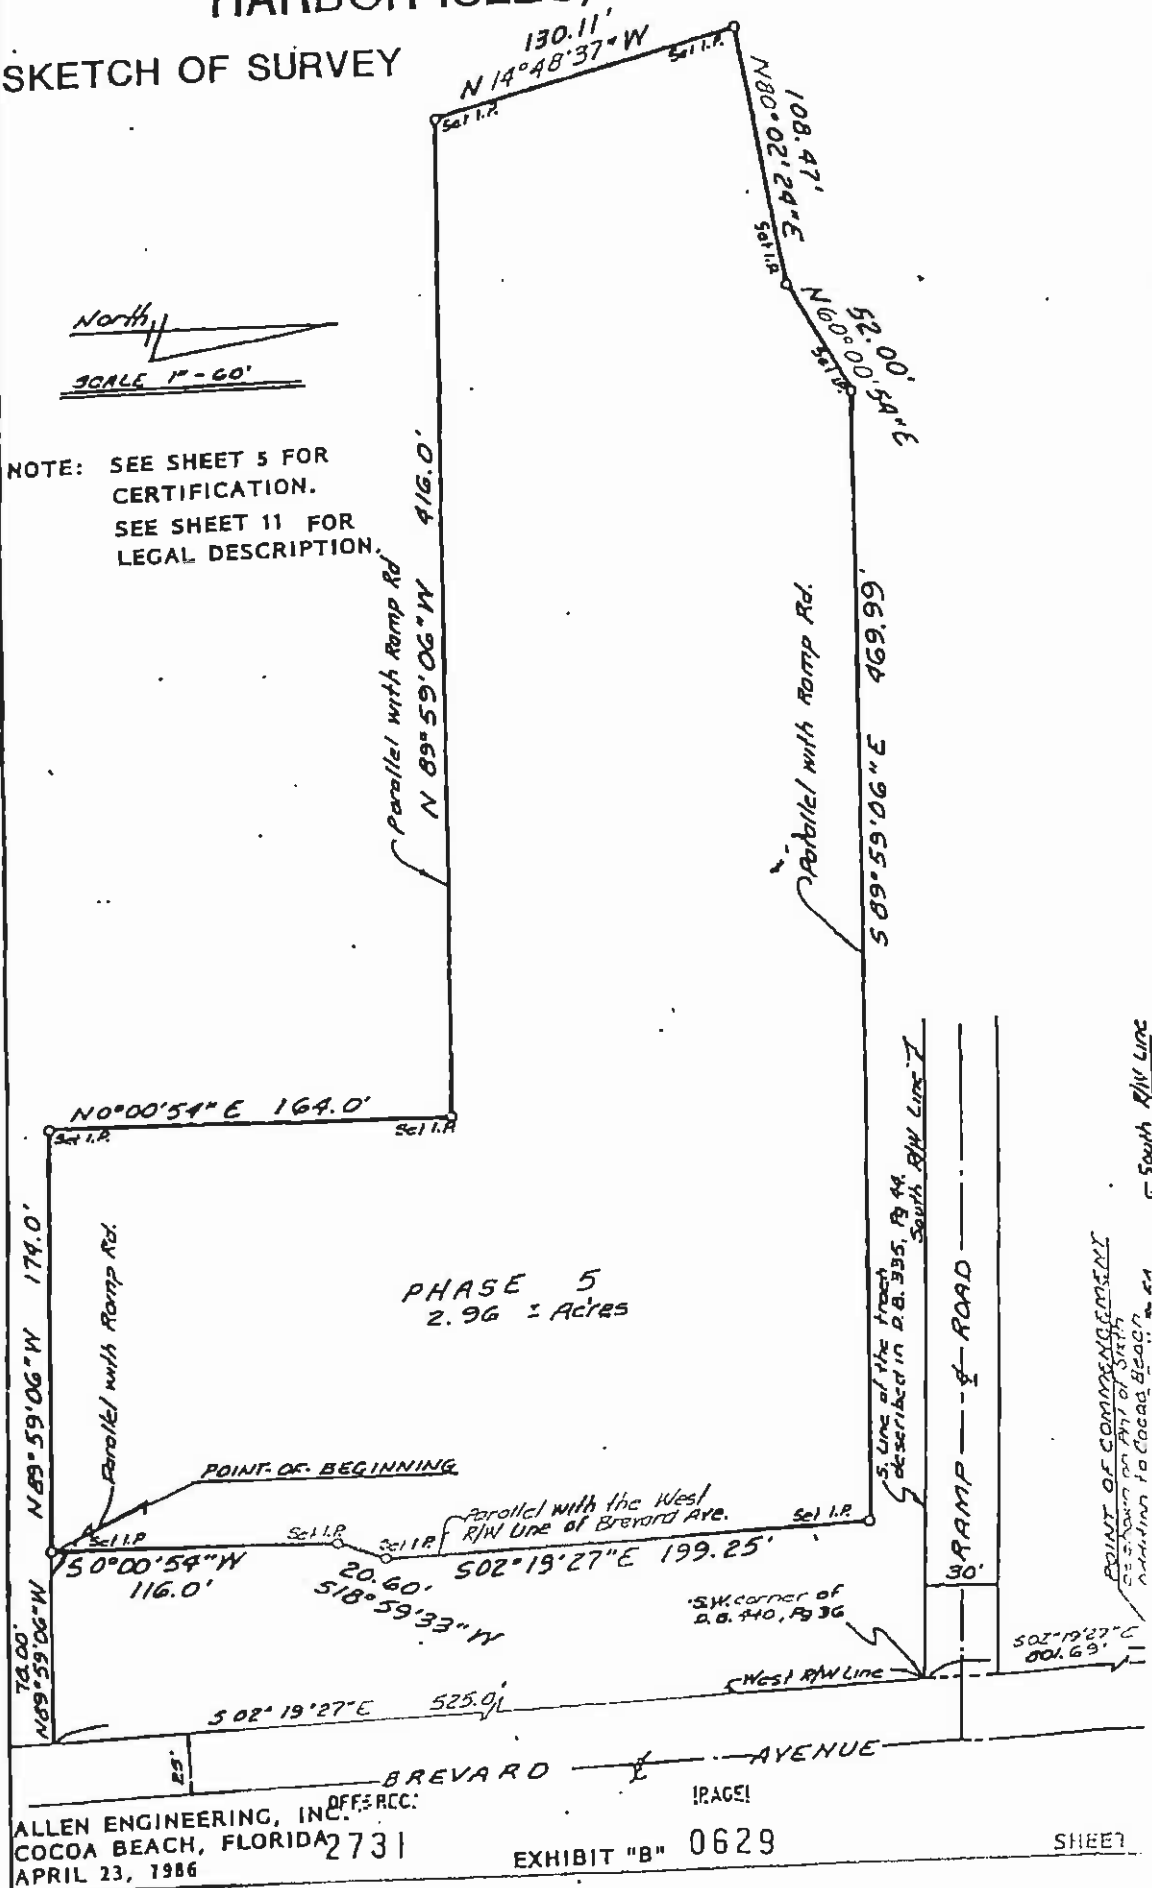 SKETCH OF SURVEY
130.11'
N 14°48'37"W
Set I.P.
Set I.P.
108.47'
N80°02'24"E
Set I.P.
52.00'
N60°00'54"E
North
SCALE 1"-60'
NOTE: SEE SHEET 5 FOR
CERTIFICATION.
SEE SHEET 11 FOR
LEGAL DESCRIPTION.
Parallel with Ramp Rd
N 89°59'06"W 416.0'
Parallel with Ramp Rd.
S 89°59'06"E 469.99'
N0°00'54"E 164.0'
Set I.P.
Set I.P.
N89°59'06"W 174.0'
Parallel with Ramp Rd.
PHASE 5
2.96 ± Acres
S. Line of the tract
described in D.B. 335, Pg 44.
South R/W Line
RAMP ROAD
30'
South R/W Line
POINT OF COMMENCEMENT
POINT OF BEGINNING
Set I.P.
Set I.P.
Set I.P.
Parallel with the West
R/W Line of Brevard Ave.
Set I.P.
S0°00'54"W
116.0'
20.60'
S18°59'33"W
S02°19'27"E 199.25'
S.W. corner of
D.B. 440, Pg 36
70.00'
N89°59'06"W
West R/W Line
S02°19'27"E
801.69'
S 02°19'27"E 525.0'
25'
BREVARD AVENUE
ALLEN ENGINEERING, INC.
COCOA BEACH, FLORIDA
APRIL 23, 1986
OFF. REC.
2731
EXHIBIT "B"
PAGE
0629
SHEET